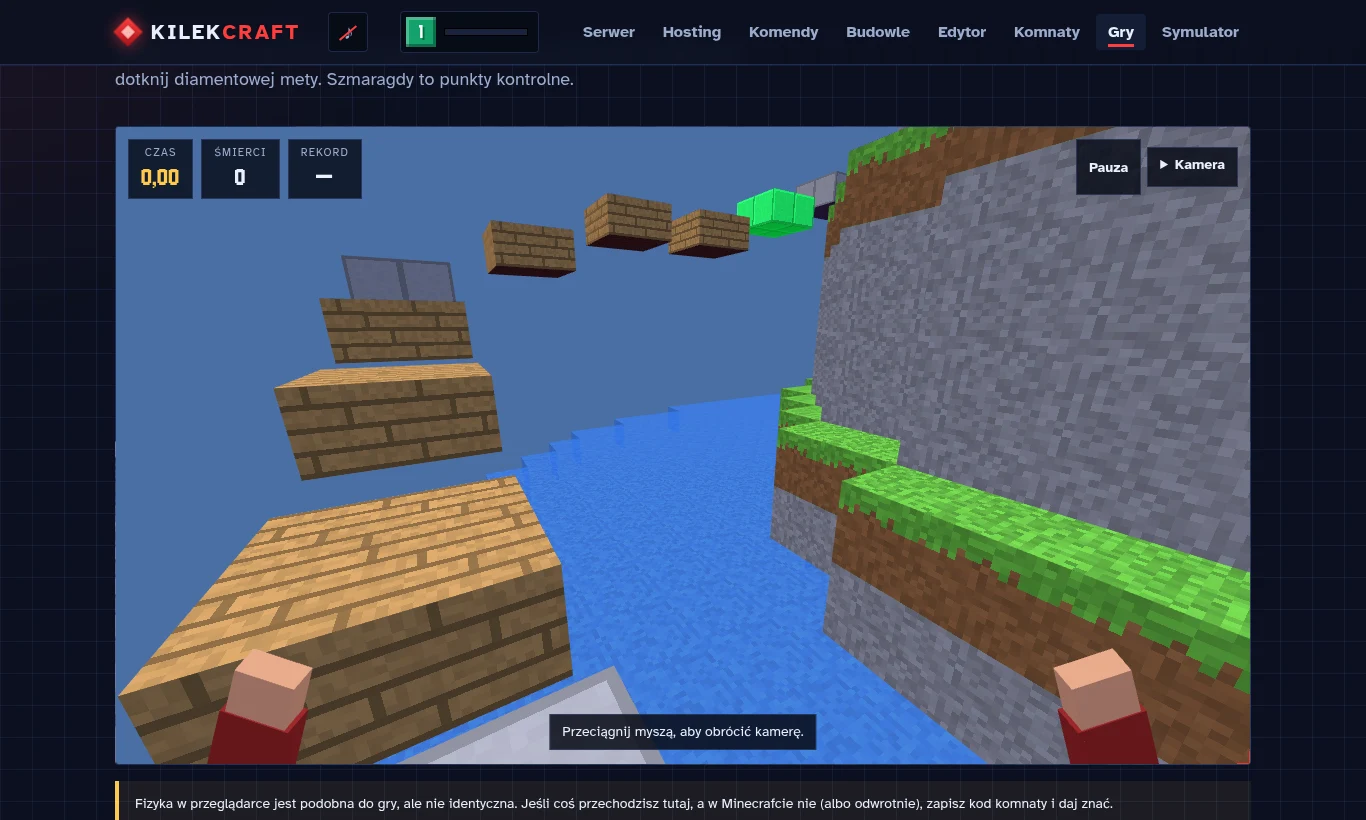 KILEKCRAFT
1
Serwer
Hosting
Komendy
Budowle
Edytor
Komnaty
Gry
Symulator
dotknij diamentowej mety. Szmaragdy to punkty kontrolne.
CZAS
0,00
ŚMIERCI
0
REKORD
—
Pauza
Kamera
Przeciągnij myszą, aby obrócić kamerę.
Fizyka w przeglądarce jest podobna do gry, ale nie identyczna. Jeśli coś przechodzisz tutaj, a w Minecrafcie nie (albo odwrotnie), zapisz kod komnaty i daj znać.